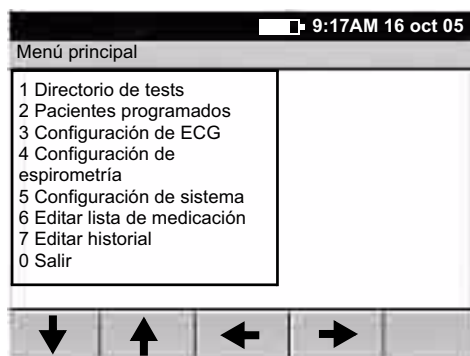 9:17AM 16 oct 05
Menú principal
1 Directorio de tests
2 Pacientes programados
3 Configuración de ECG
4 Configuración de
espirometría
5 Configuración de sistema
6 Editar lista de medicación
7 Editar historial
0 Salir